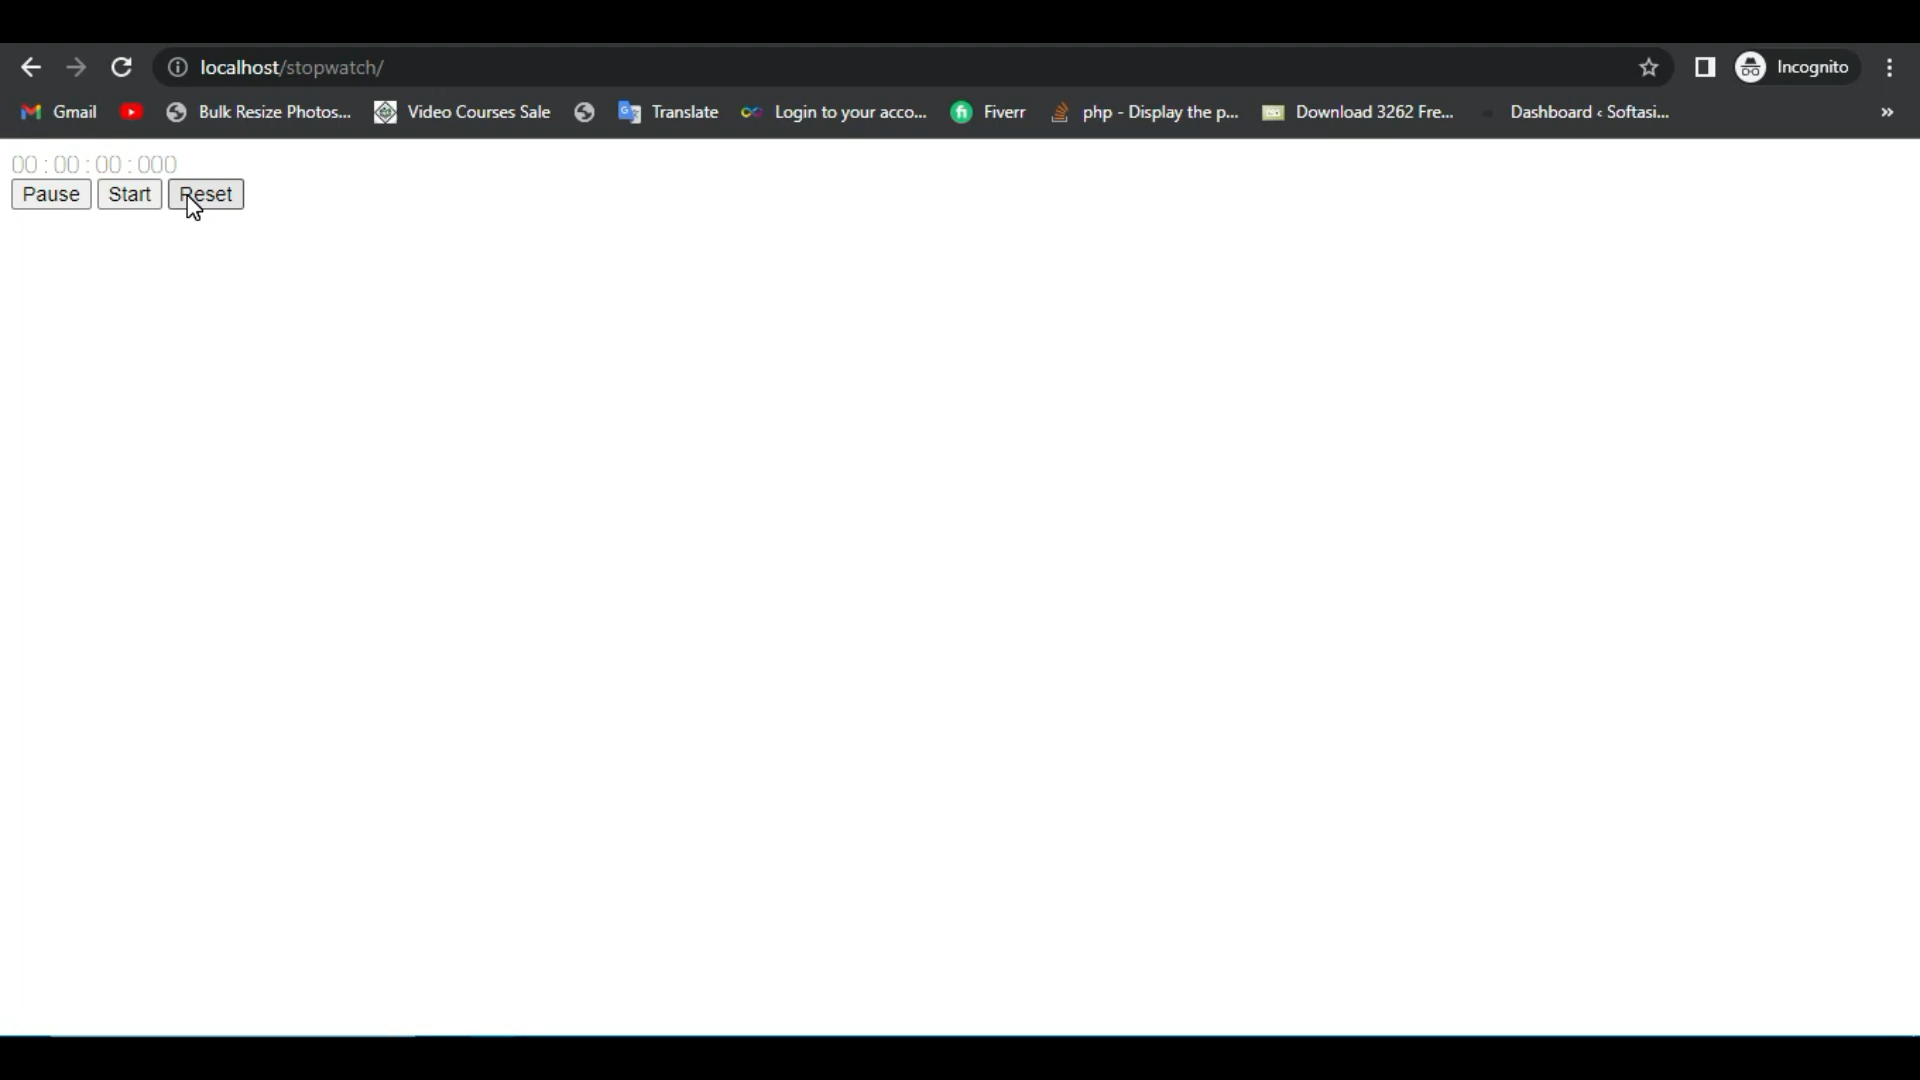 localhost/stopwatch/
Incognito
Gmail Bulk Resize Photos... Video Courses Sale Translate Login to your acco... Fiverr php - Display the p... Download 3262 Fre... Dashboard ‹ Softasi... »
00 : 00 : 00 : 000
Pause Start Reset